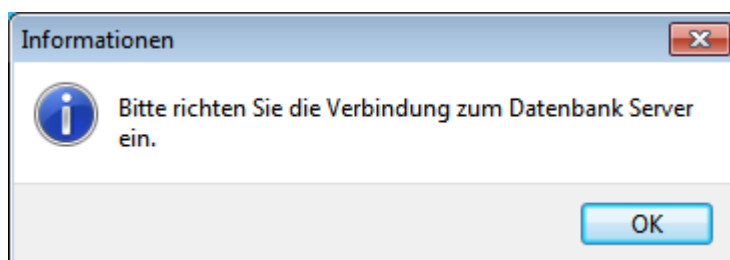 Informationen
Bitte richten Sie die Verbindung zum Datenbank Server
ein.
OK